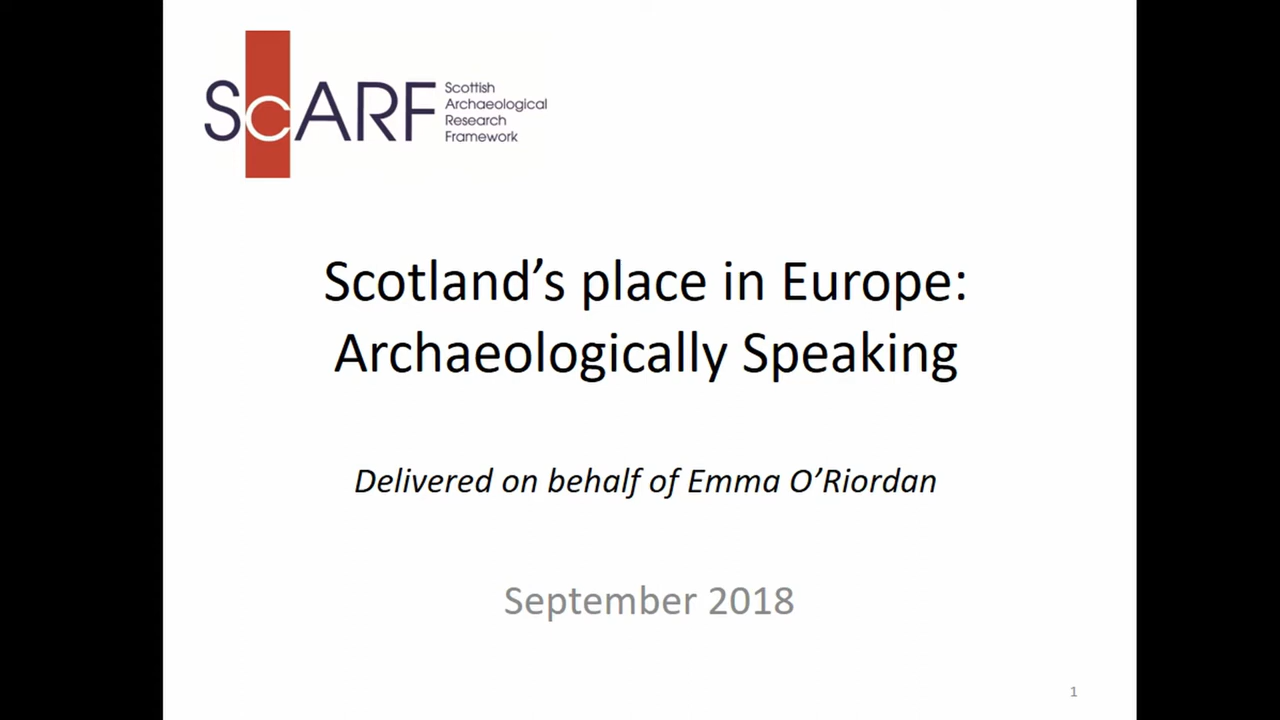 ScARF
Scottish
Archaeological
Research
Framework
Scotland’s place in Europe:
Archaeologically Speaking
Delivered on behalf of Emma O’Riordan
September 2018
1